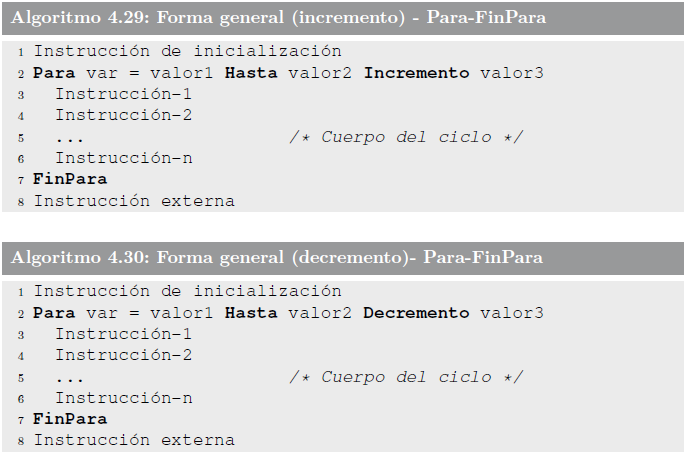 Algoritmo 4.29: Forma general (incremento) - Para-FinPara
1 Instrucción de inicialización
2 Para var = valor1 Hasta valor2 Incremento valor3
3 Instrucción-1
4 Instrucción-2
5 ... /* Cuerpo del ciclo */
6 Instrucción-n
7 FinPara
8 Instrucción externa
Algoritmo 4.30: Forma general (decremento)- Para-FinPara
1 Instrucción de inicialización
2 Para var = valor1 Hasta valor2 Decremento valor3
3 Instrucción-1
4 Instrucción-2
5 ... /* Cuerpo del ciclo */
6 Instrucción-n
7 FinPara
8 Instrucción externa